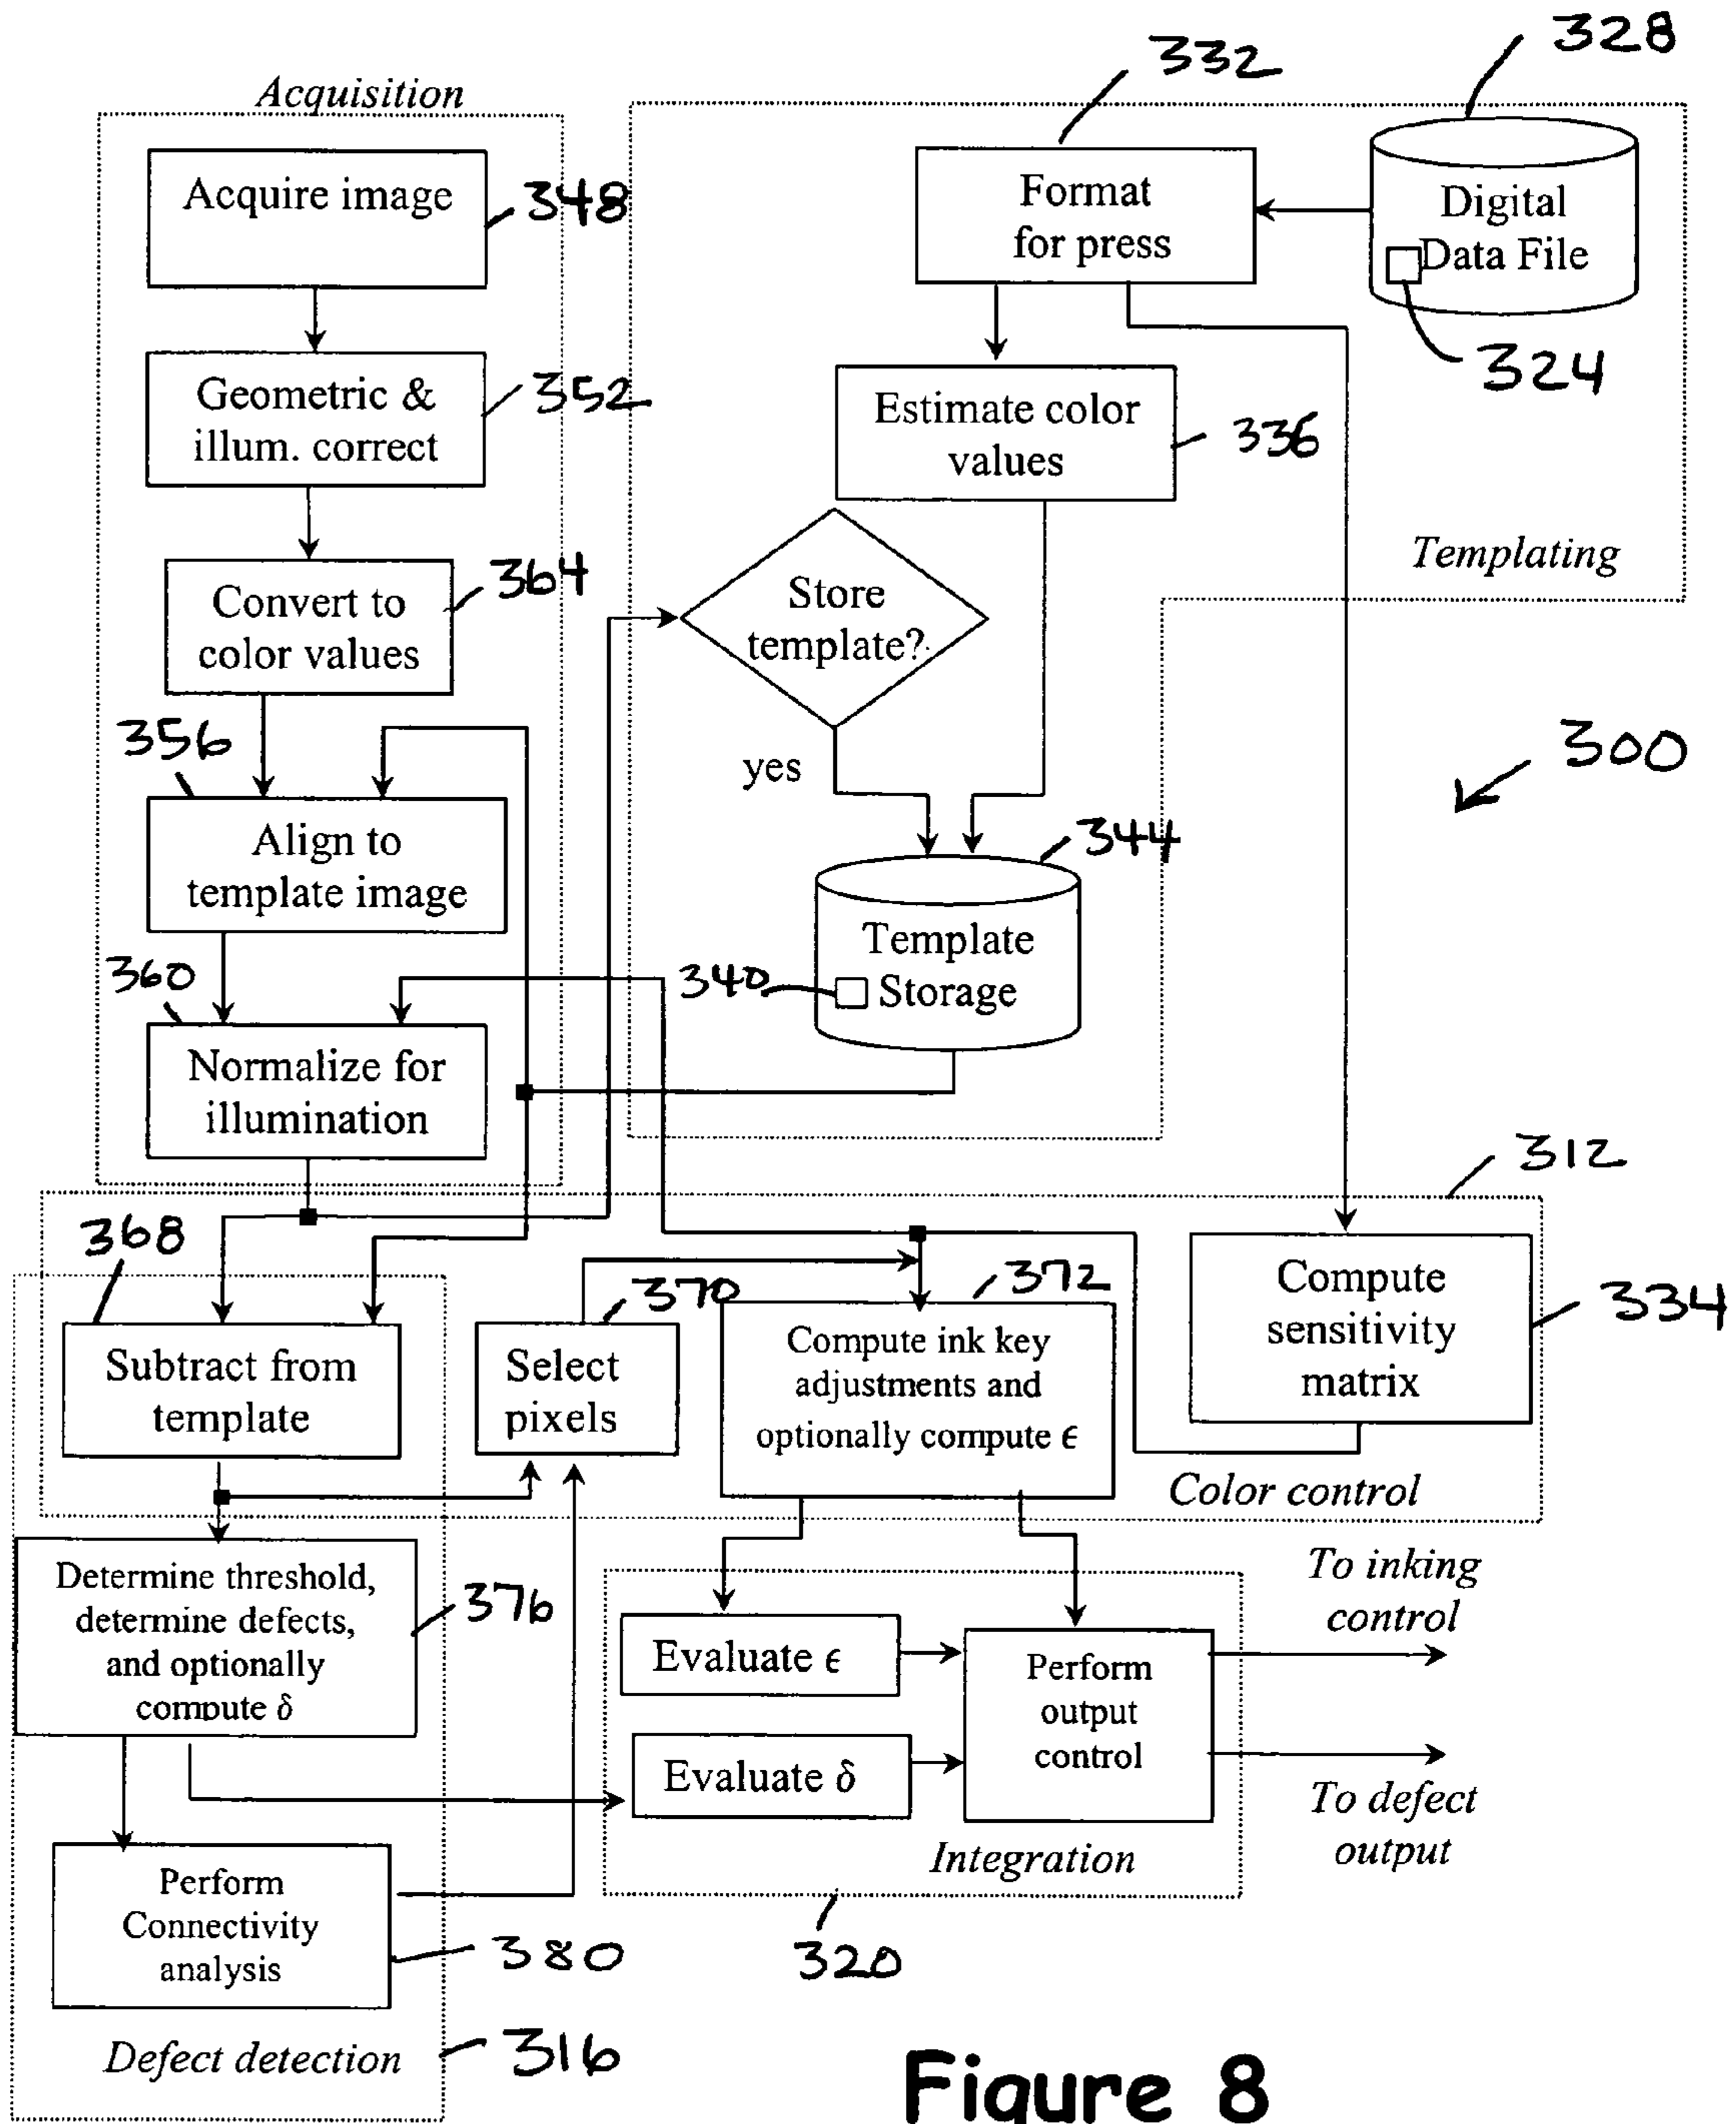 328
332
Acquisition
Acquire image
348
Format
for press
Digital
Data File
324
Geometric &
illum. correct
352
Estimate color
values
336
Templating
Convert to
color values
364
Store
template?
yes
300
356
Align to
template image
344
Template
Storage
340
360
Normalize for
illumination
312
368
Subtract from
template
370
Select
pixels
372
Compute ink key
adjustments and
optionally compute ϵ
Compute
sensitivity
matrix
334
Color control
Determine threshold,
determine defects,
and optionally
compute δ
376
To inking
control
Evaluate ϵ
Evaluate δ
Perform
output
control
To defect
output
Integration
320
Perform
Connectivity
analysis
380
Defect detection
316
Figure 8